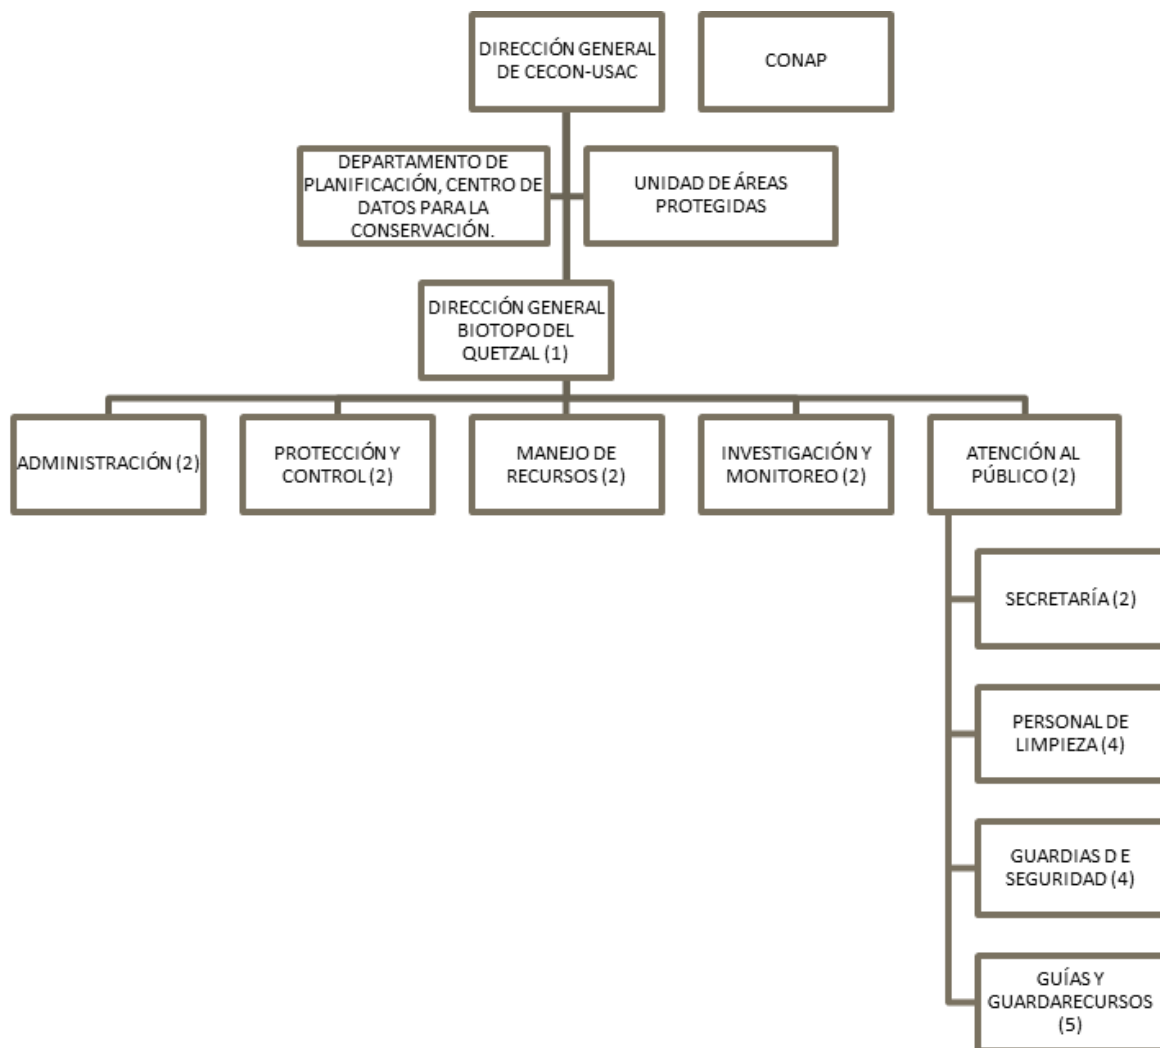 DIRECCIÓN GENERAL
DE CECON-USAC
CONAP
DEPARTAMENTO DE
PLANIFICACIÓN, CENTRO DE
DATOS PARA LA
CONSERVACIÓN.
UNIDAD DE ÁREAS
PROTEGIDAS
DIRECCIÓN GENERAL
BIOTOPO DEL
QUETZAL (1)
ADMINISTRACIÓN (2)
PROTECCIÓN Y
CONTROL (2)
MANEJO DE
RECURSOS (2)
INVESTIGACIÓN Y
MONITOREO (2)
ATENCIÓN AL
PÚBLICO (2)
SECRETARÍA (2)
PERSONAL DE
LIMPIEZA (4)
GUARDIAS D E
SEGURIDAD (4)
GUÍAS Y
GUARDARECURSOS
(5)